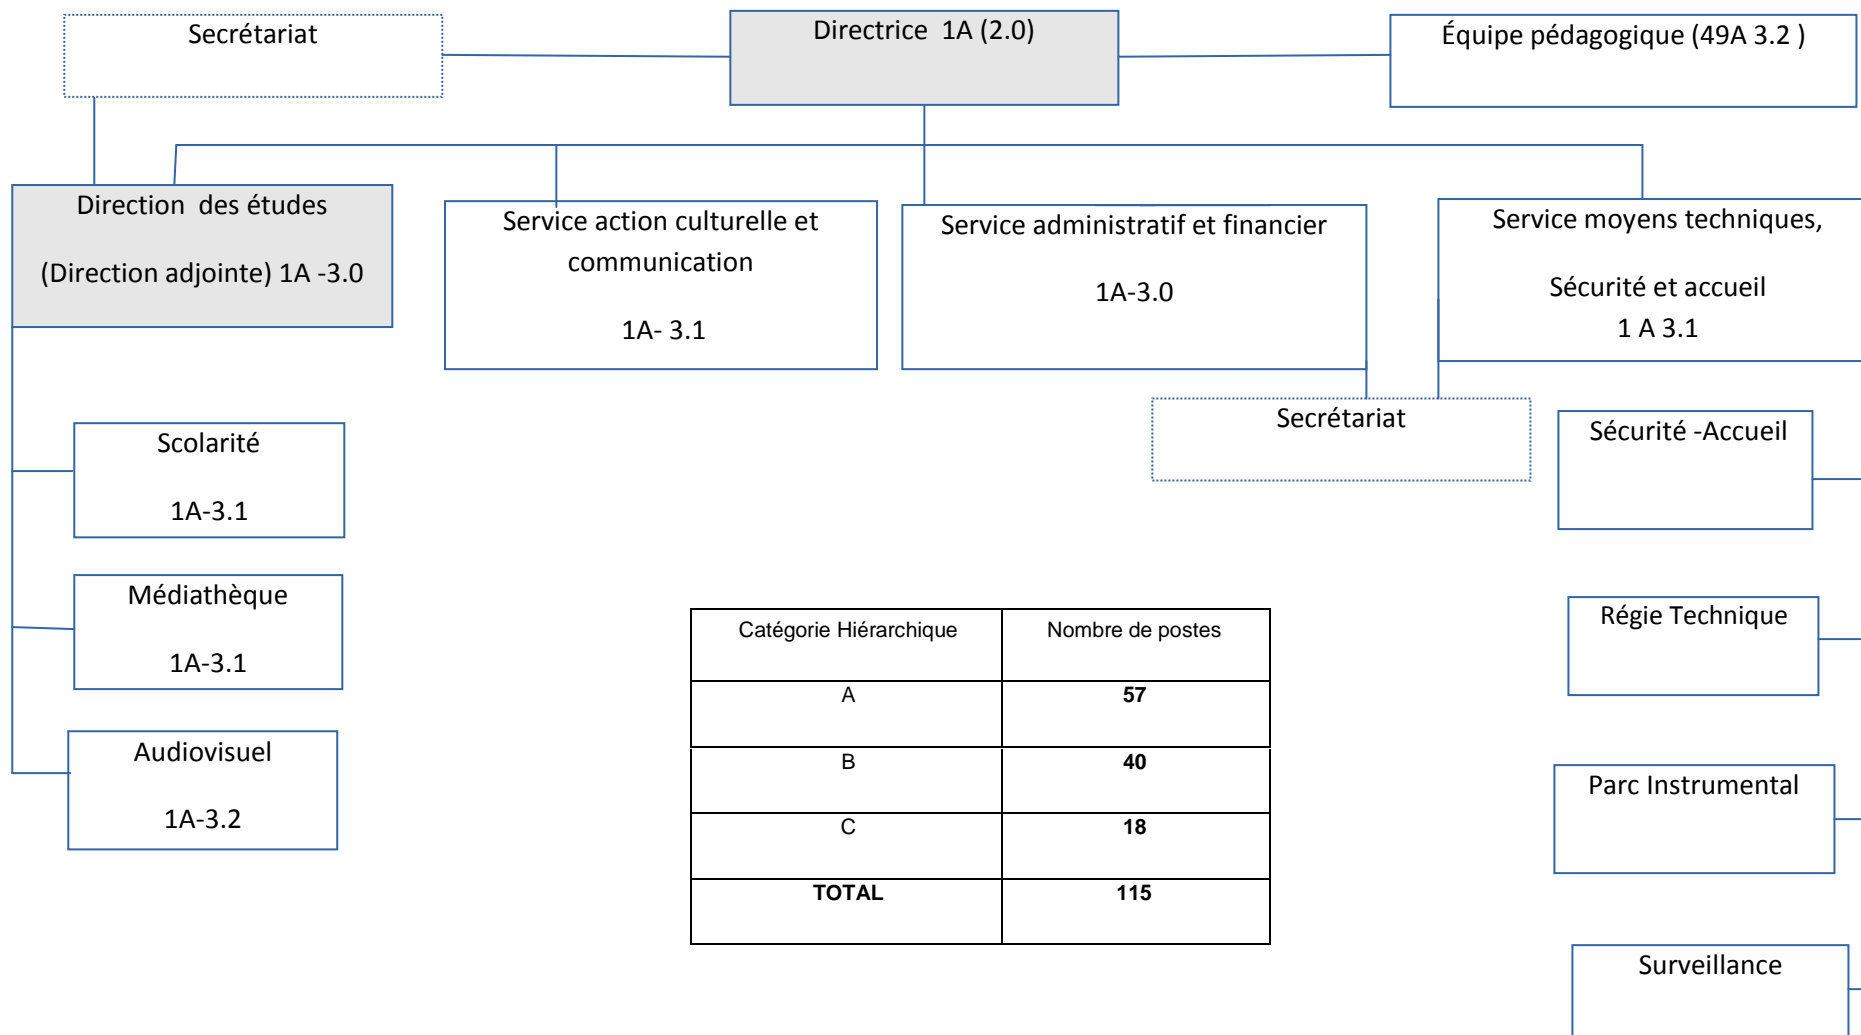 Secrétariat
Directrice 1A (2.0)
Équipe pédagogique (49A 3.2 )
Direction des études
(Direction adjointe) 1A -3.0
Service action culturelle et
communication
1A- 3.1
Service administratif et financier
1A-3.0
Service moyens techniques,
Sécurité et accueil
1 A 3.1
Secrétariat
Scolarité
1A-3.1
Médiathèque
1A-3.1
Audiovisuel
1A-3.2
Sécurité -Accueil
Régie Technique
Parc Instrumental
Surveillance
Catégorie Hiérarchique Nombre de postes
A 57
B 40
C 18
TOTAL 115